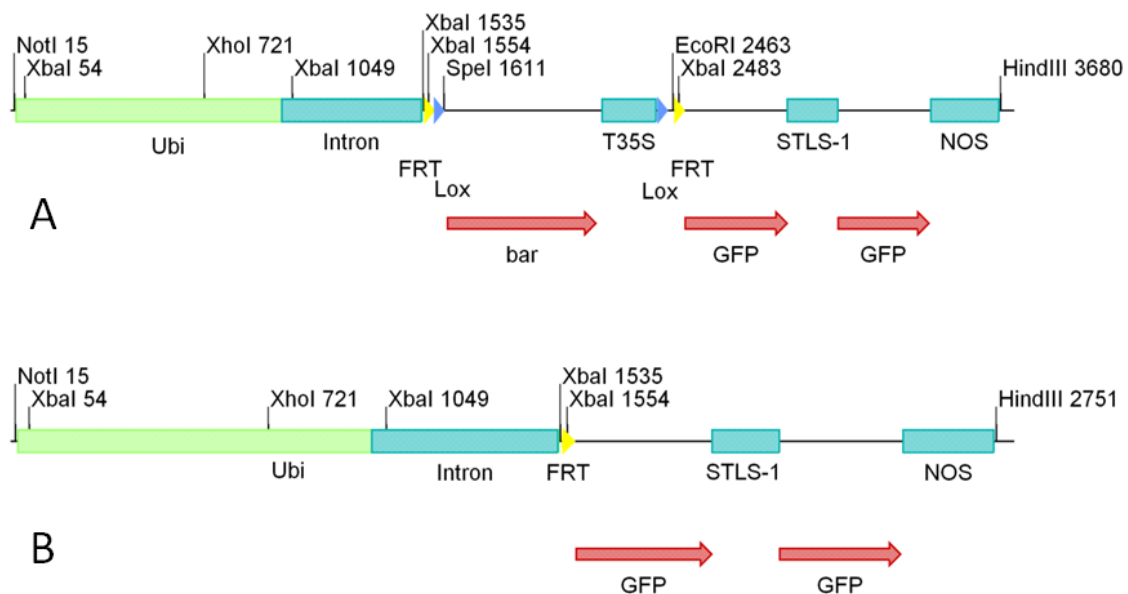 XbaI 1535
NotI 15
XhoI 721
XbaI 1554
EcoRI 2463
XbaI 54
XbaI 1049
SpeI 1611
XbaI 2483
HindIII 3680
Ubi
Intron
T35S
STLS-1
NOS
FRT
FRT
Lox
Lox
A
bar
GFP
GFP
NotI 15
XbaI 1535
XbaI 54
XhoI 721
XbaI 1049
XbaI 1554
HindIII 2751
Ubi
Intron
FRT
STLS-1
NOS
B
GFP
GFP